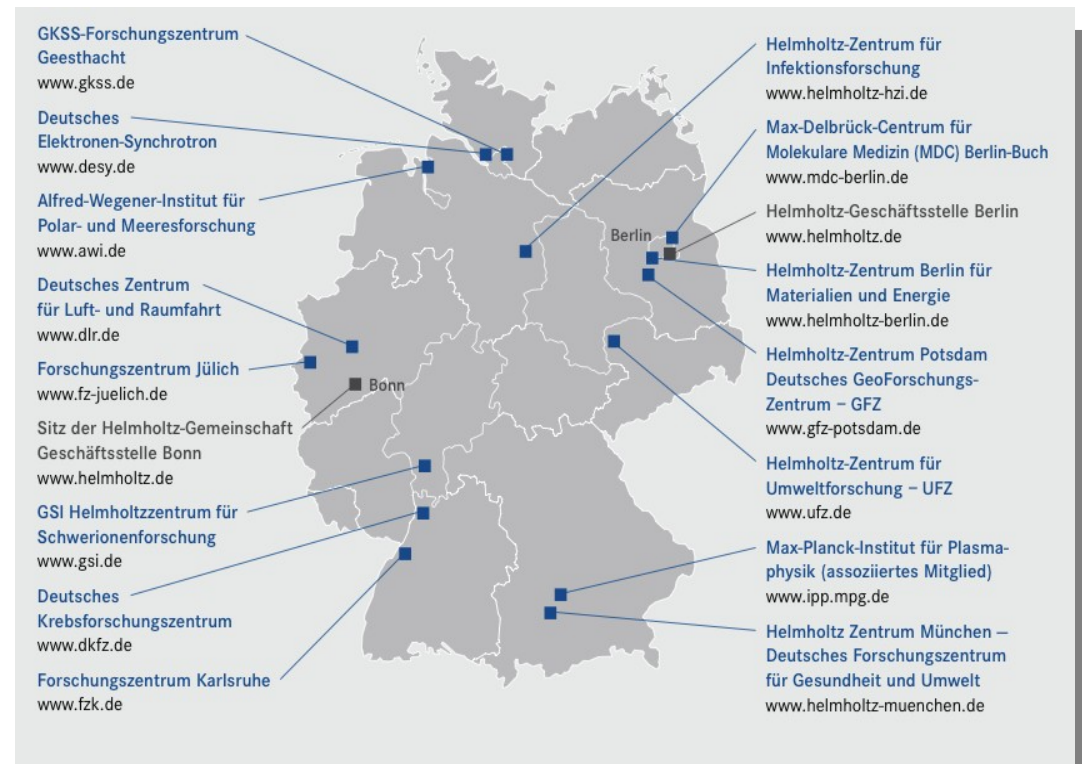 GKSS-Forschungszentrum
Geesthacht
www.gkss.de
Deutsches
Elektronen-Synchrotron
www.desy.de
Alfred-Wegener-Institut für
Polar- und Meeresforschung
www.awi.de
Deutsches Zentrum
für Luft- und Raumfahrt
www.dlr.de
Forschungszentrum Jülich
www.fz-juelich.de
Sitz der Helmholtz-Gemeinschaft
Geschäftsstelle Bonn
www.helmholtz.de
GSI Helmholtzzentrum für
Schwerionenforschung
www.gsi.de
Deutsches
Krebsforschungszentrum
www.dkfz.de
Forschungszentrum Karlsruhe
www.fzk.de
Berlin
Bonn
Helmholtz-Zentrum für
Infektionsforschung
www.helmholtz-hzi.de
Max-Delbrück-Centrum für
Molekulare Medizin (MDC) Berlin-Buch
www.mdc-berlin.de
Helmholtz-Geschäftsstelle Berlin
www.helmholtz.de
Helmholtz-Zentrum Berlin für
Materialien und Energie
www.helmholtz-berlin.de
Helmholtz-Zentrum Potsdam
Deutsches GeoForschungs-
Zentrum – GFZ
www.gfz-potsdam.de
Helmholtz-Zentrum für
Umweltforschung – UFZ
www.ufz.de
Max-Planck-Institut für Plasma-
physik (assoziiertes Mitglied)
www.ipp.mpg.de
Helmholtz Zentrum München –
Deutsches Forschungszentrum
für Gesundheit und Umwelt
www.helmholtz-muenchen.de